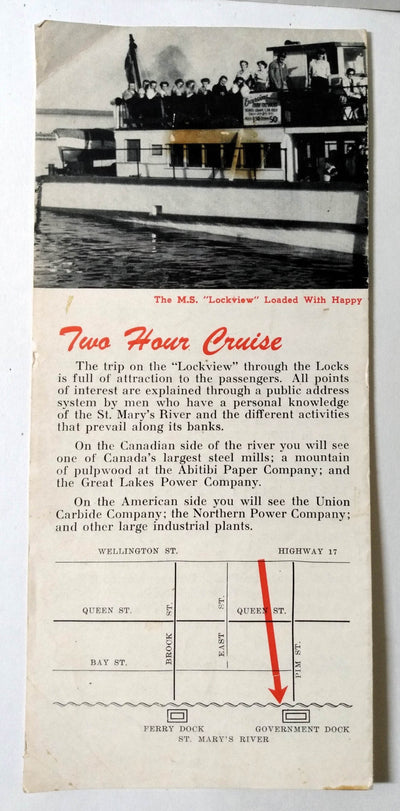 Excursions
50¢
The M.S. "Lockview" Loaded With Happy
Two Hour Cruise
The trip on the "Lockview" through the Locks
is full of attraction to the passengers. All points
of interest are explained through a public address
system by men who have a personal knowledge
of the St. Mary's River and the different activities
that prevail along its banks.
On the Canadian side of the river you will see
one of Canada's largest steel mills; a mountain
of pulpwood at the Abitibi Paper Company; and
the Great Lakes Power Company.
On the American side you will see the Union
Carbide Company; the Northern Power Company;
and other large industrial plants.
WELLINGTON ST. HIGHWAY 17
QUEEN ST. QUEEN ST.
BROCK ST.
EAST ST.
PIM ST.
BAY ST.
FERRY DOCK GOVERNMENT DOCK
ST. MARY'S RIVER